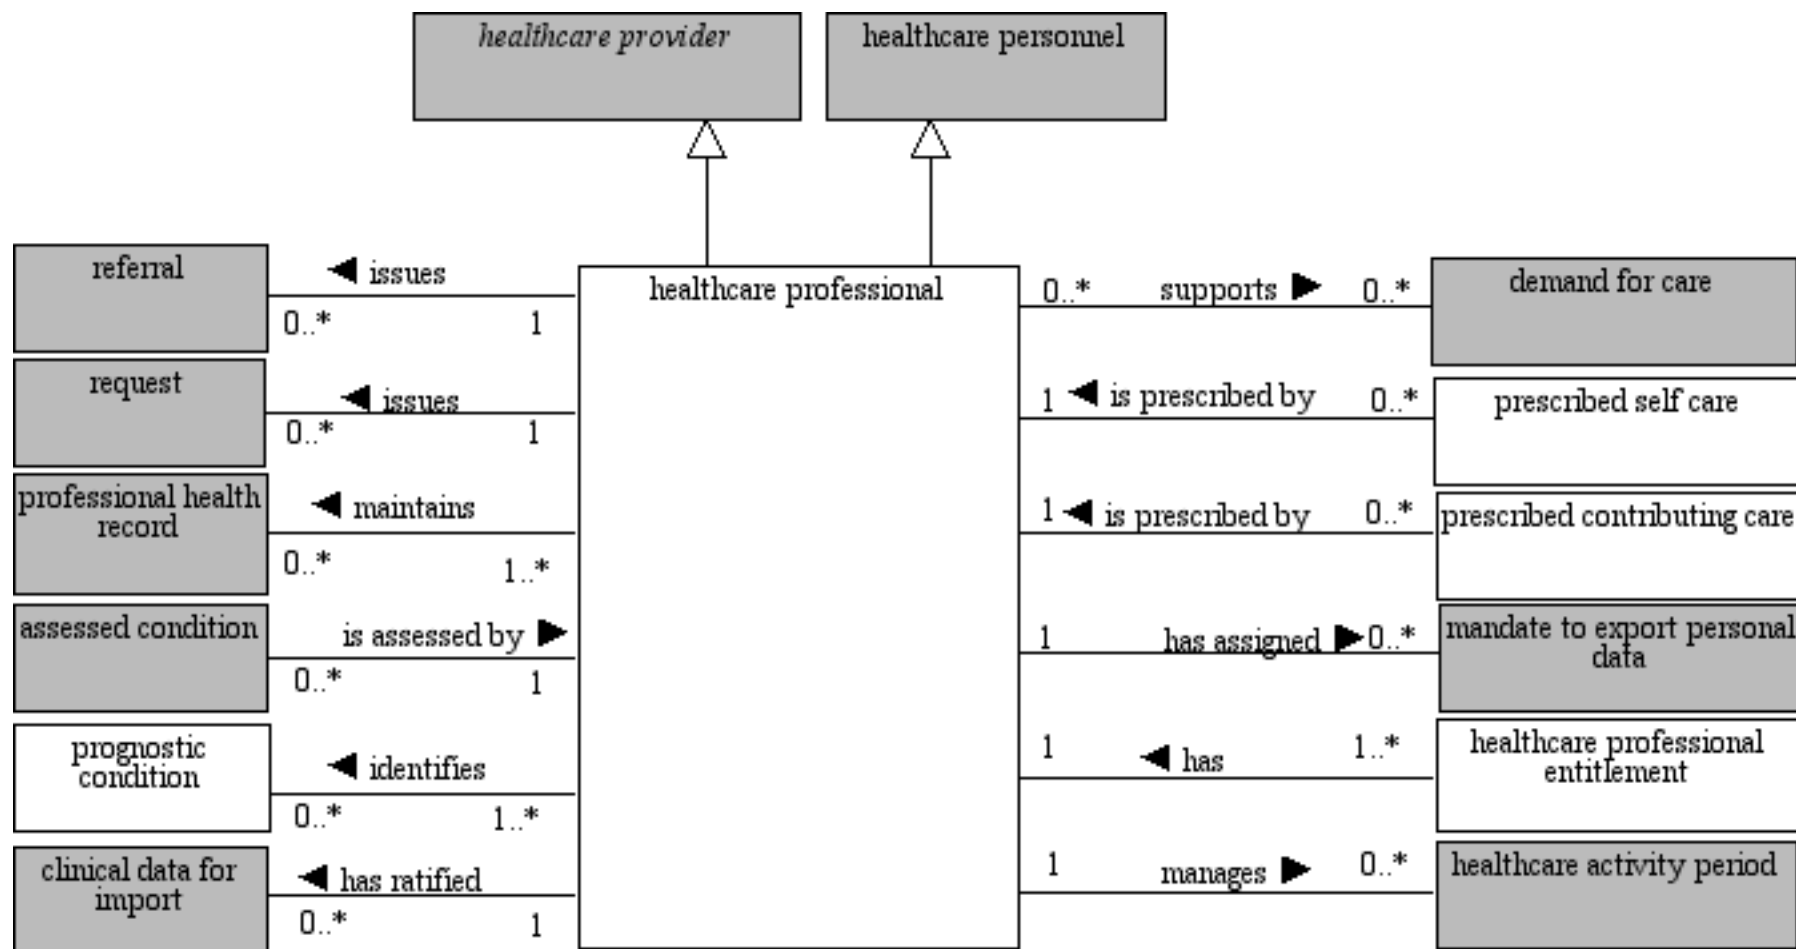 healthcare provider
healthcare personnel
referral
issues
0..*
1
request
issues
0..*
1
professional health
record
maintains
0..*
1..*
assessed condition
is assessed by
0..*
1
prognostic
condition
identifies
0..*
1..*
clinical data for
import
has ratified
0..*
1
healthcare professional
0..*
supports
0..*
demand for care
1
is prescribed by
0..*
prescribed self care
1
is prescribed by
0..*
prescribed contributing care
1
has assigned
0..*
mandate to export personal
data
1
has
1..*
healthcare professional
entitlement
1
manages
0..*
healthcare activity period